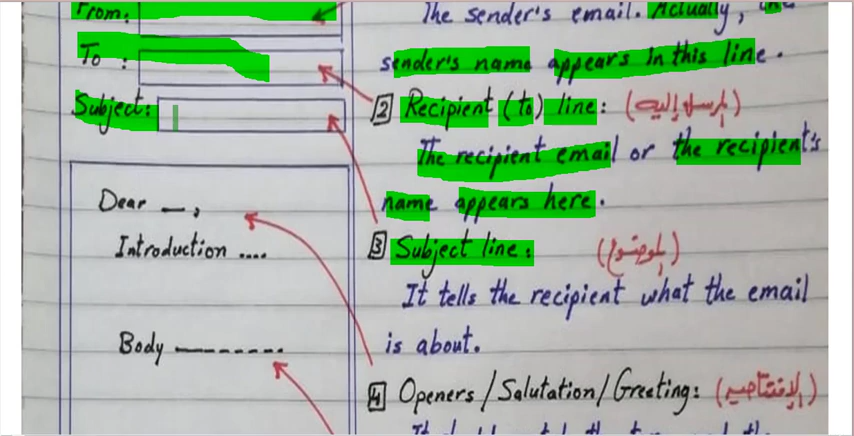 From:
To :
Subject:
Dear __ ,
Introduction ....
Body -------.
The sender's email. Actually, the
sender's name appears in this line.
2 Recipient (to) line: (المرسل إليه)
The recipient email or the recipient's
name appears here.
3 Subject line: (الموضوع)
It tells the recipient what the email
is about.
4 Openers/Salutation/Greeting: (الافتتاحية)